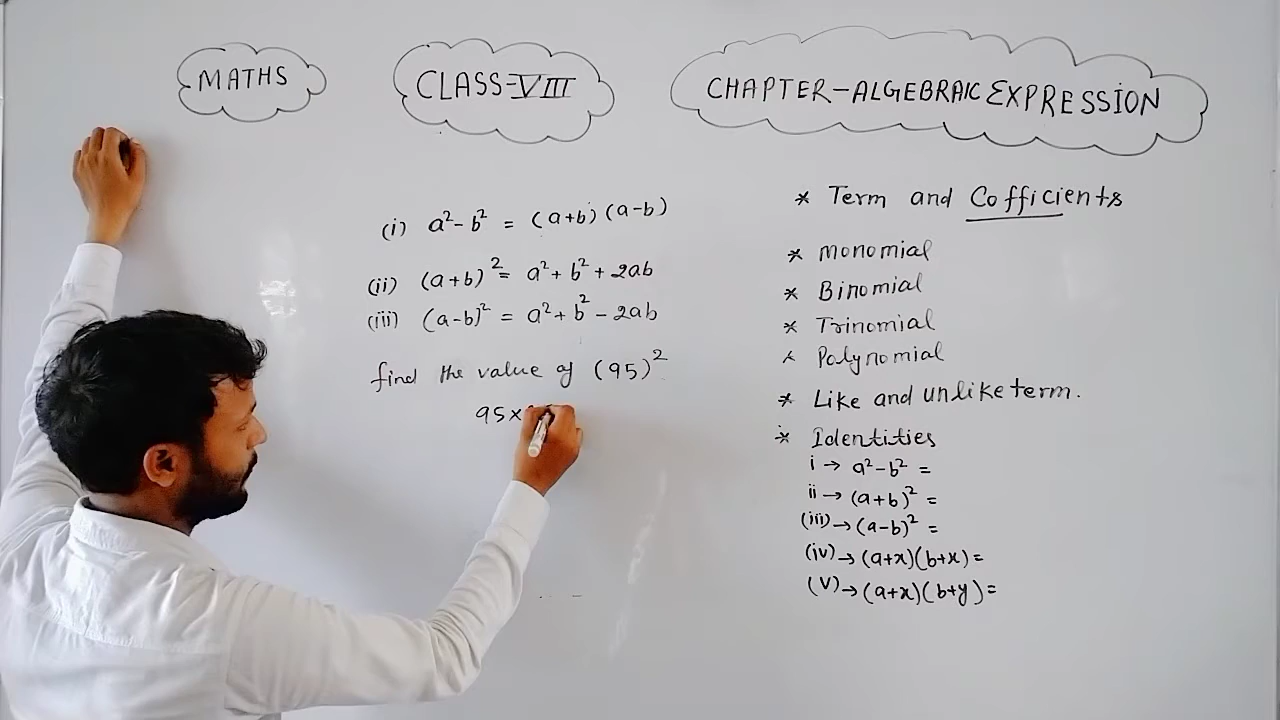 MATHS
CLASS-VIII
CHAPTER-ALGEBRAIC EXPRESSION
(i) a²-b² = (a+b)(a-b)
(ii) (a+b)² = a²+b²+2ab
(iii) (a-b)² = a²+b²-2ab
find the value of (95)²
95×
* Term and Cofficients
* Monomial
* Binomial
* Trinomial
* Polynomial
* Like and unlike term.
* Identities
i → a²-b² =
ii → (a+b)² =
(iii) → (a-b)² =
(iv) → (a+x)(b+x)=
(V) → (a+x)(b+y)=